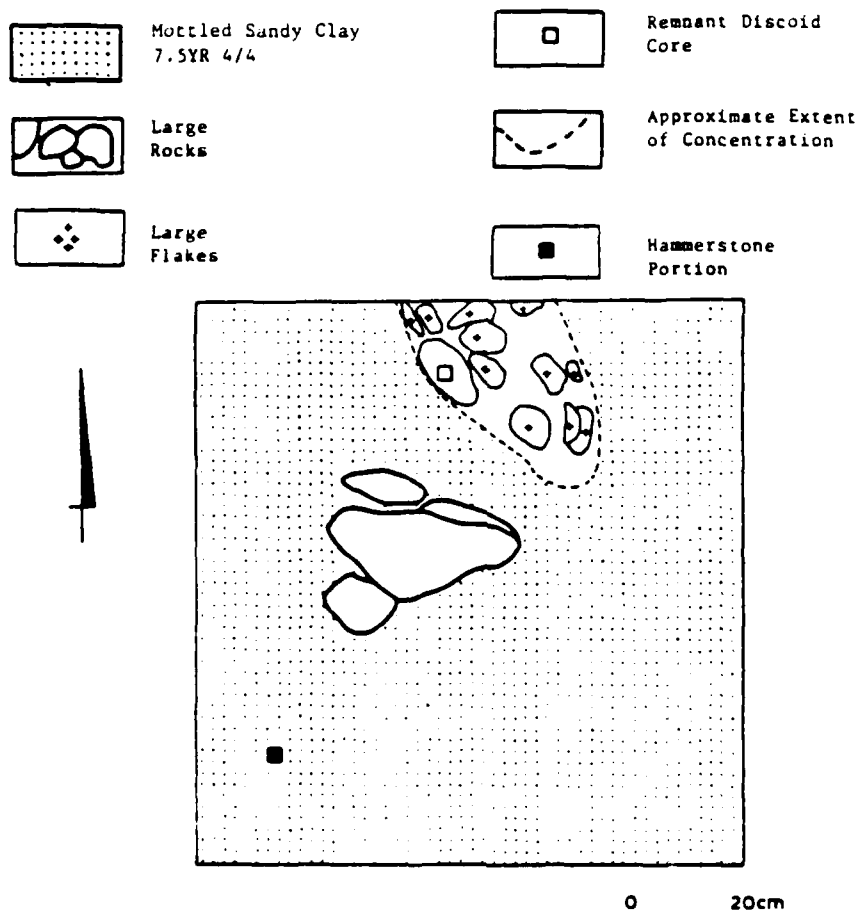 Mottled Sandy Clay
7.5YR 4/4
Large
Rocks
Large
Flakes
Remnant Discoid
Core
Approximate Extent
of Concentration
Hammerstone
Portion
0 20cm